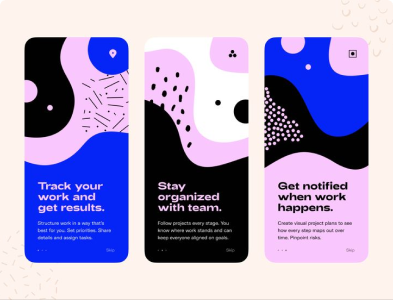 Track your
work and
get results.
Structure work in a way that's
best for you. Get priorities. Share
details and assign tasks.
Skip
Stay
organized
with team.
Follow projects every stage. You
know where work stands and can
keep everyone aligned on goals.
Skip
Get notified
when work
happens.
Create visual project plans to see
how every step maps out over
time. Pinpoint risks.
Skip